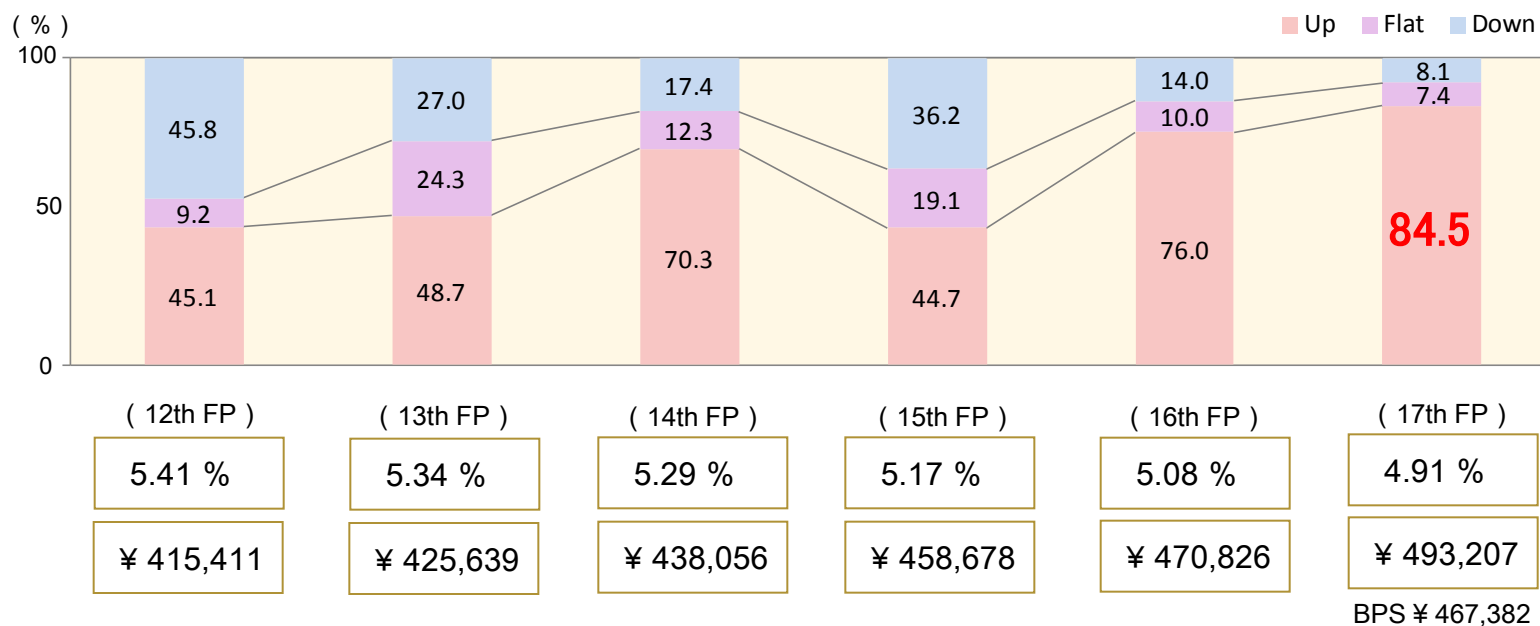 ( % )
Up Flat Down
100
50
0
45.8 27.0 17.4 36.2 14.0 8.1
9.2 24.3 12.3 19.1 10.0 7.4
45.1 48.7 70.3 44.7 76.0 84.5
( 12th FP ) ( 13th FP ) ( 14th FP ) ( 15th FP ) ( 16th FP ) ( 17th FP )
5.41 % 5.34 % 5.29 % 5.17 % 5.08 % 4.91 %
¥ 415,411 ¥ 425,639 ¥ 438,056 ¥ 458,678 ¥ 470,826 ¥ 493,207
BPS ¥ 467,382